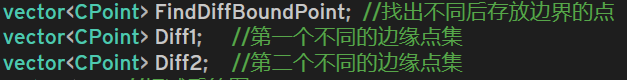 vector<CPoint> FindDiffBoundPoint; //找出不同后存放边界的点
vector<CPoint> Diff1; //第一个不同的边缘点集
vector<CPoint> Diff2; //第二个不同的边缘点集